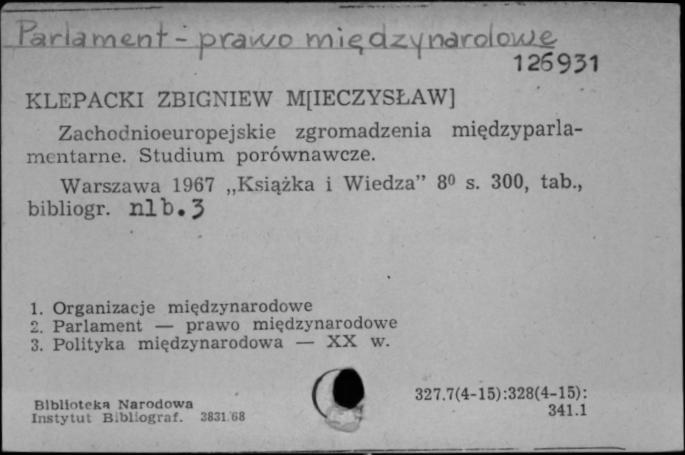 Parlament - prawo międzynarodowe
126931
KLEPACKI ZBIGNIEW M[IECZYSŁAW]
Zachodnioeuropejskie zgromadzenia międzyparla-
mentarne. Studium porównawcze.
Warszawa 1967 „Książka i Wiedza” 8⁰ s. 300, tab.,
bibliogr. nlb. 3
1. Organizacje międzynarodowe
2. Parlament — prawo międzynarodowe
3. Polityka międzynarodowa — XX w.
327.7(4-15):328(4-15):
341.1
Biblioteka Narodowa
Instytut Bibliograf. 3831/68